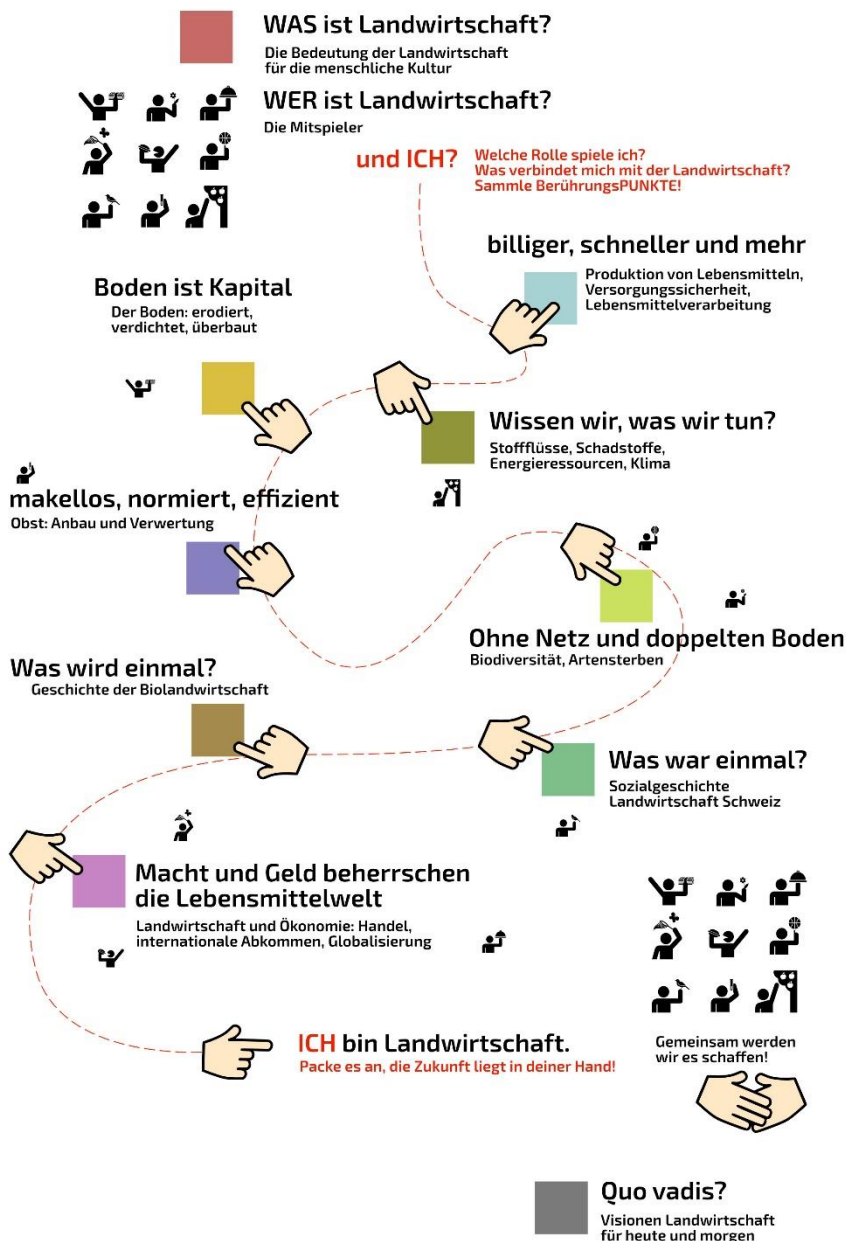 WAS ist Landwirtschaft?
Die Bedeutung der Landwirtschaft
für die menschliche Kultur
WER ist Landwirtschaft?
Die Mitspieler
und ICH?
Welche Rolle spiele ich?
Was verbindet mich mit der Landwirtschaft?
Sammle BerührungsPUNKTE!
billiger, schneller und mehr
Produktion von Lebensmitteln,
Versorgungssicherheit,
Lebensmittelverarbeitung
Boden ist Kapital
Der Boden: erodiert,
verdichtet, überbaut
Wissen wir, was wir tun?
Stoffflüsse, Schadstoffe,
Energieressourcen, Klima
makellos, normiert, effizient
Obst: Anbau und Verwertung
Ohne Netz und doppelten Boden
Biodiversität, Artensterben
Was wird einmal?
Geschichte der Biolandwirtschaft
Was war einmal?
Sozialgeschichte
Landwirtschaft Schweiz
Macht und Geld beherrschen
die Lebensmittelwelt
Landwirtschaft und Ökonomie: Handel,
internationale Abkommen, Globalisierung
ICH bin Landwirtschaft.
Packe es an, die Zukunft liegt in deiner Hand!
Gemeinsam werden
wir es schaffen!
Quo vadis?
Visionen Landwirtschaft
für heute und morgen